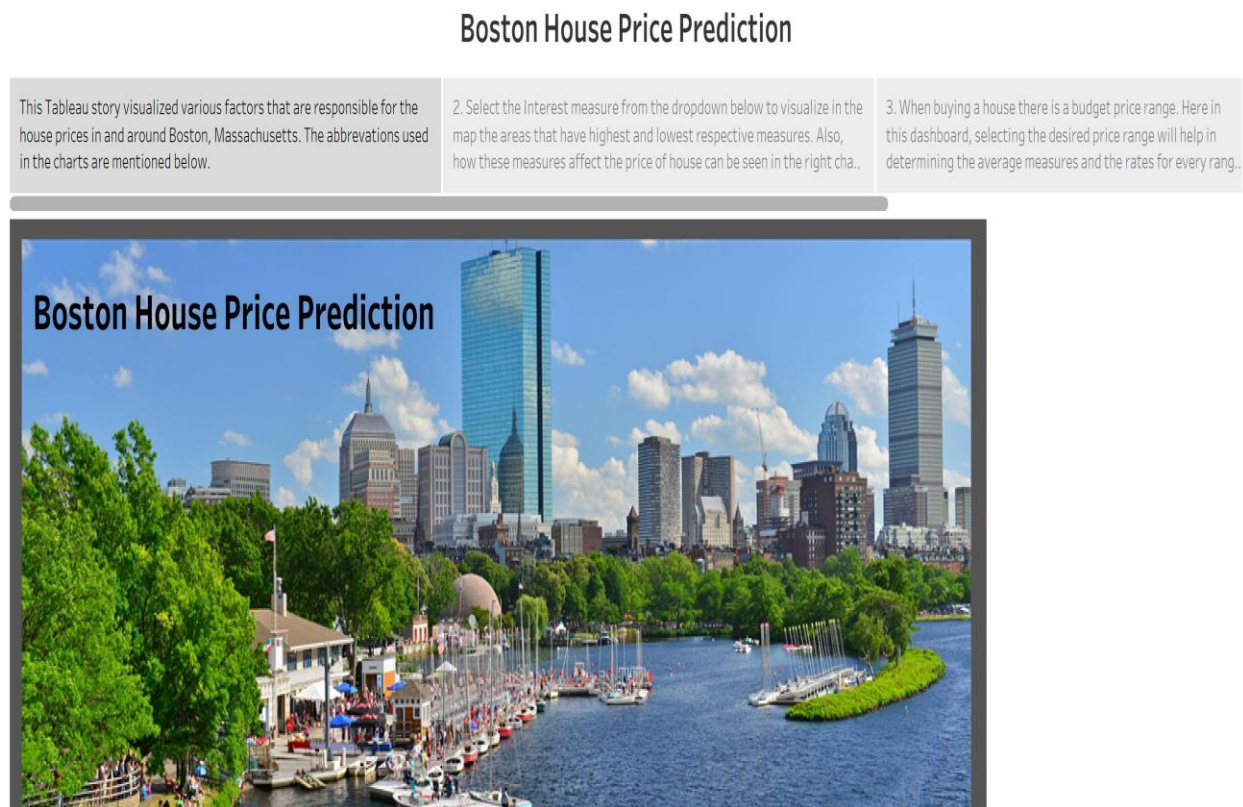 Boston House Price Prediction
This Tableau story visualized various factors that are responsible for the
house prices in and around Boston, Massachusetts. The abbrevations used
in the charts are mentioned below.
2. Select the Interest measure from the dropdown below to visualize in the
map the areas that have highest and lowest respective measures. Also,
how these measures affect the price of house can be seen in the right cha..
3. When buying a house there is a budget price range. Here in
this dashboard, selecting the desired price range will help in
determining the average measures and the rates for every rang..
Boston House Price Prediction